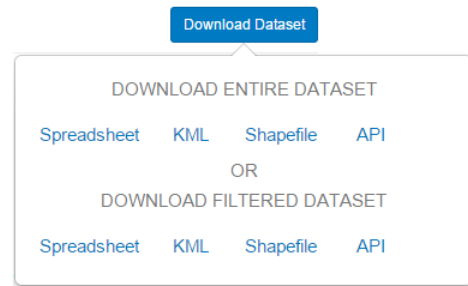 Download Dataset
DOWNLOAD ENTIRE DATASET
Spreadsheet KML Shapefile API
OR
DOWNLOAD FILTERED DATASET
Spreadsheet KML Shapefile API